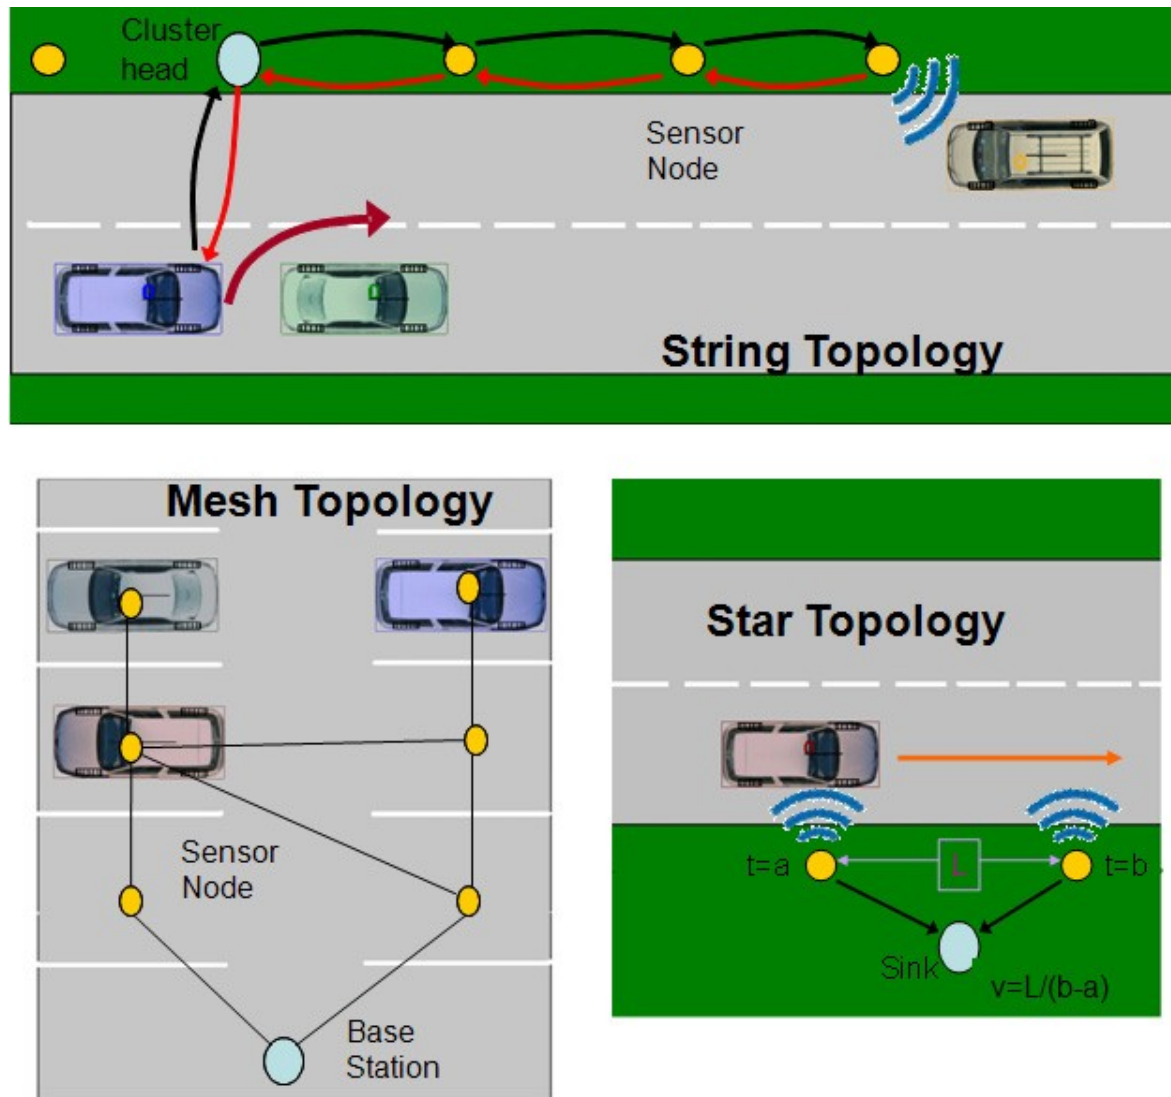 Cluster
head
Sensor
Node
String Topology
Mesh Topology
Sensor
Node
Base
Station
Star Topology
t=a
L
t=b
Sink
v=L/(b-a)